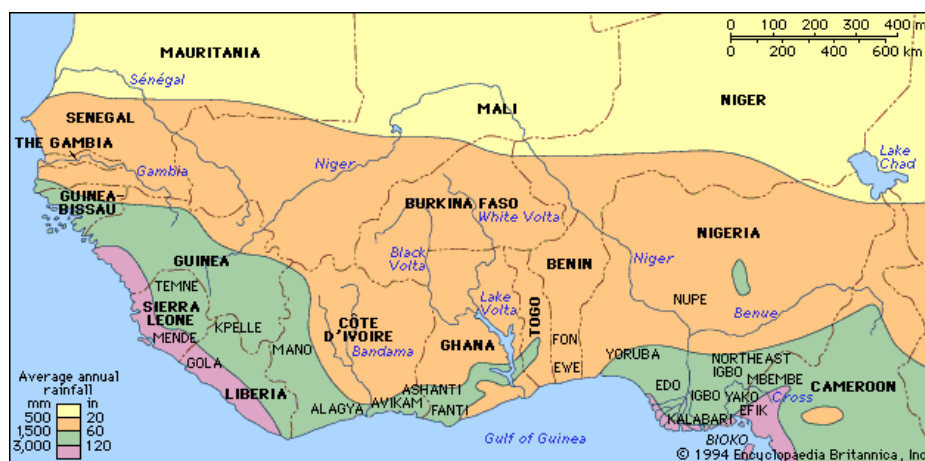 0 100 200 300 400 m
0 200 400 600 km
MAURITANIA
Sénégal
MALI
NIGER
SENEGAL
THE GAMBIA
Gambia
Niger
Lake
Chad
GUINEA-
BISSAU
BURKINA FASO
White Volta
NIGERIA
Black
Volta
BENIN
Niger
GUINEA
TEMNE
SIERRA
LEONE
MENDE
KPELLE
MANO
GOLA
LIBERIA
CÔTE
D'IVOIRE
Bandama
Lake
Volta
GHANA
TOGO
NUPE
Benue
FON
EWE
YORUBA
NORTHEAST
IGBO
MBEMBE
CAMEROON
EDO
IGBO
YAKO
Cross
EFIK
KALABARI
BIOKO
ASHANTI
ALAGYA
AVIKAM
FANTI
Gulf of Guinea
Average annual
rainfall
mm in
500 20
1,500 60
3,000 120
© 1994 Encyclopaedia Britannica, Inc